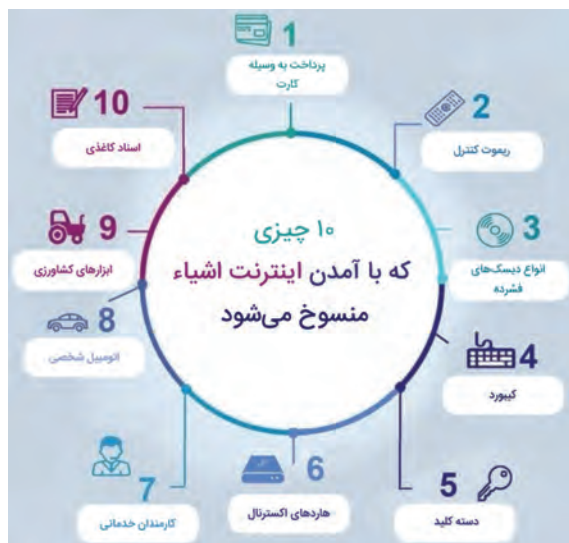 ۱۰ چیزی
که با آمدن اینترنت اشیاء
منسوخ می‌شود
1
پرداخت به وسیله
کارت
2
ریموت کنترل
3
انواع دیسک‌های
فشرده
4
کیبورد
5
دسته کلید
6
هاردهای اکسترنال
7
کارمندان خدماتی
8
اتومبیل شخصی
9
ابزارهای کشاورزی
10
اسناد کاغذی